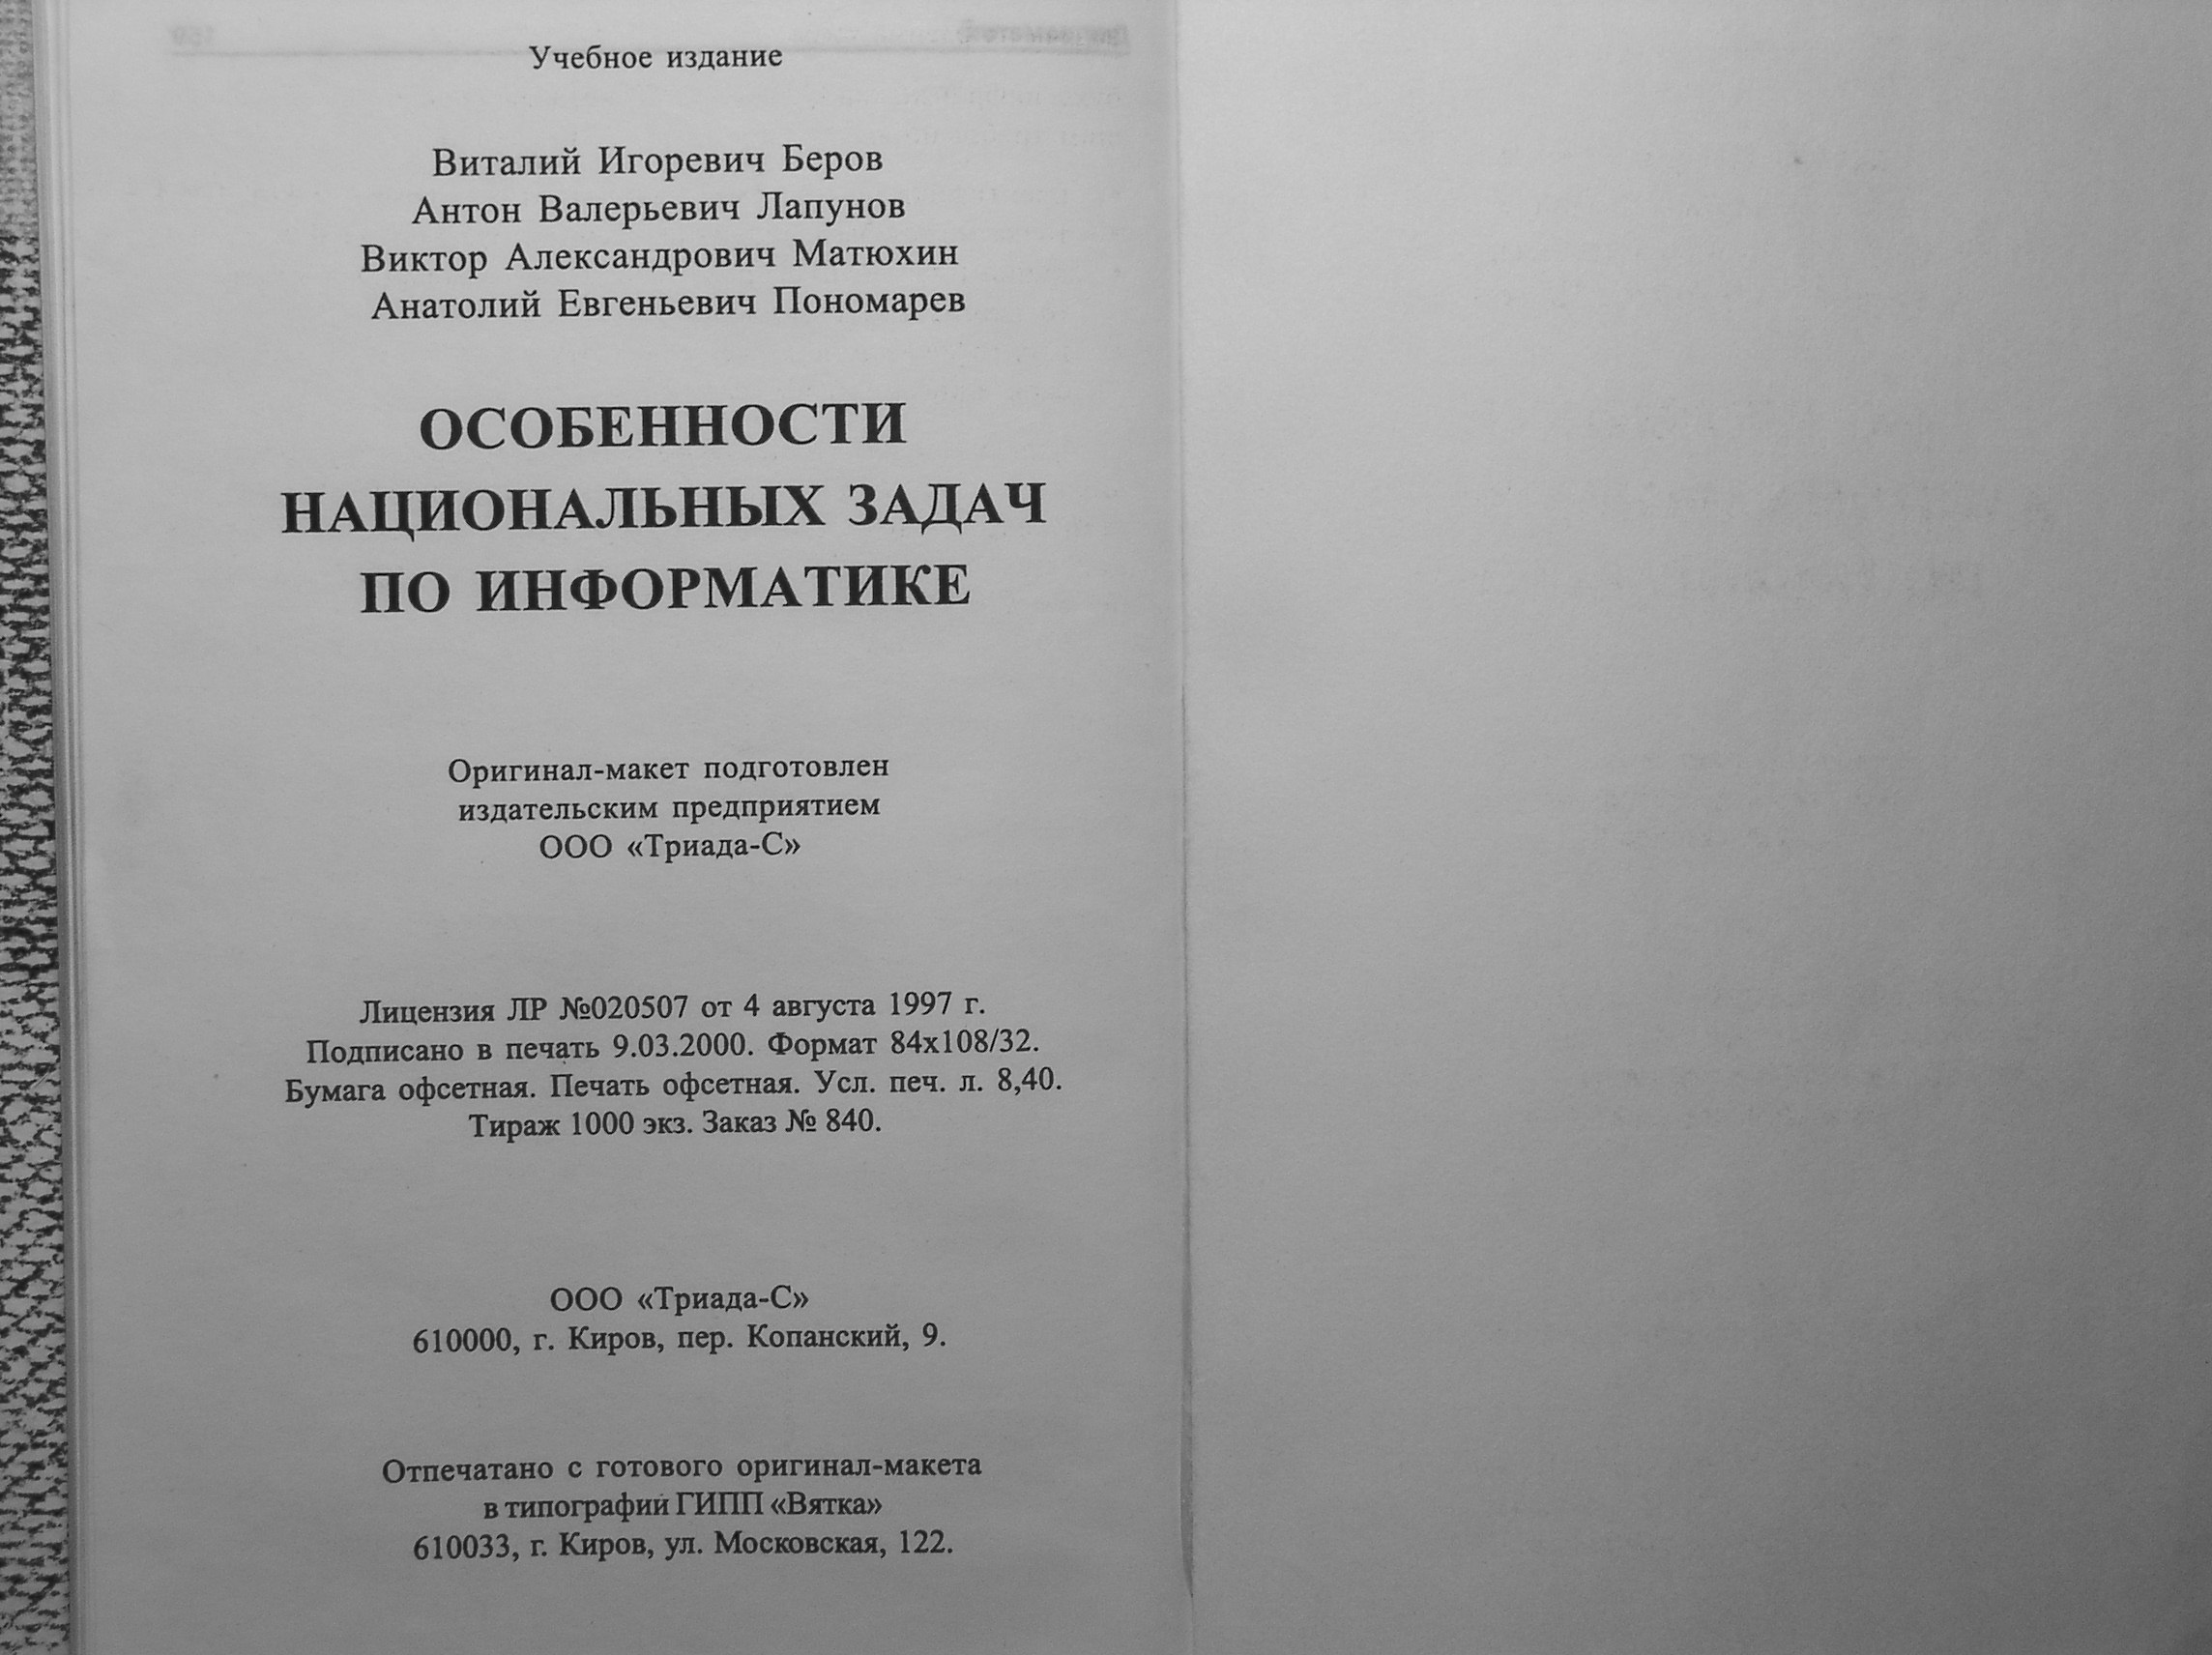 Учебное издание
Виталий Игоревич Беров
Антон Валерьевич Лапунов
Виктор Александрович Матюхин
Анатолий Евгеньевич Пономарев
ОСОБЕННОСТИ
НАЦИОНАЛЬНЫХ ЗАДАЧ
ПО ИНФОРМАТИКЕ
Оригинал-макет подготовлен
издательским предприятием
ООО «Триада-С»
Лицензия ЛР №020507 от 4 августа 1997 г.
Подписано в печать 9.03.2000. Формат 84х108/32.
Бумага офсетная. Печать офсетная. Усл. печ. л. 8,40.
Тираж 1000 экз. Заказ № 840.
ООО «Триада-С»
610000, г. Киров, пер. Копанский, 9.
Отпечатано с готового оригинал-макета
в типографии ГИПП «Вятка»
610033, г. Киров, ул. Московская, 122.